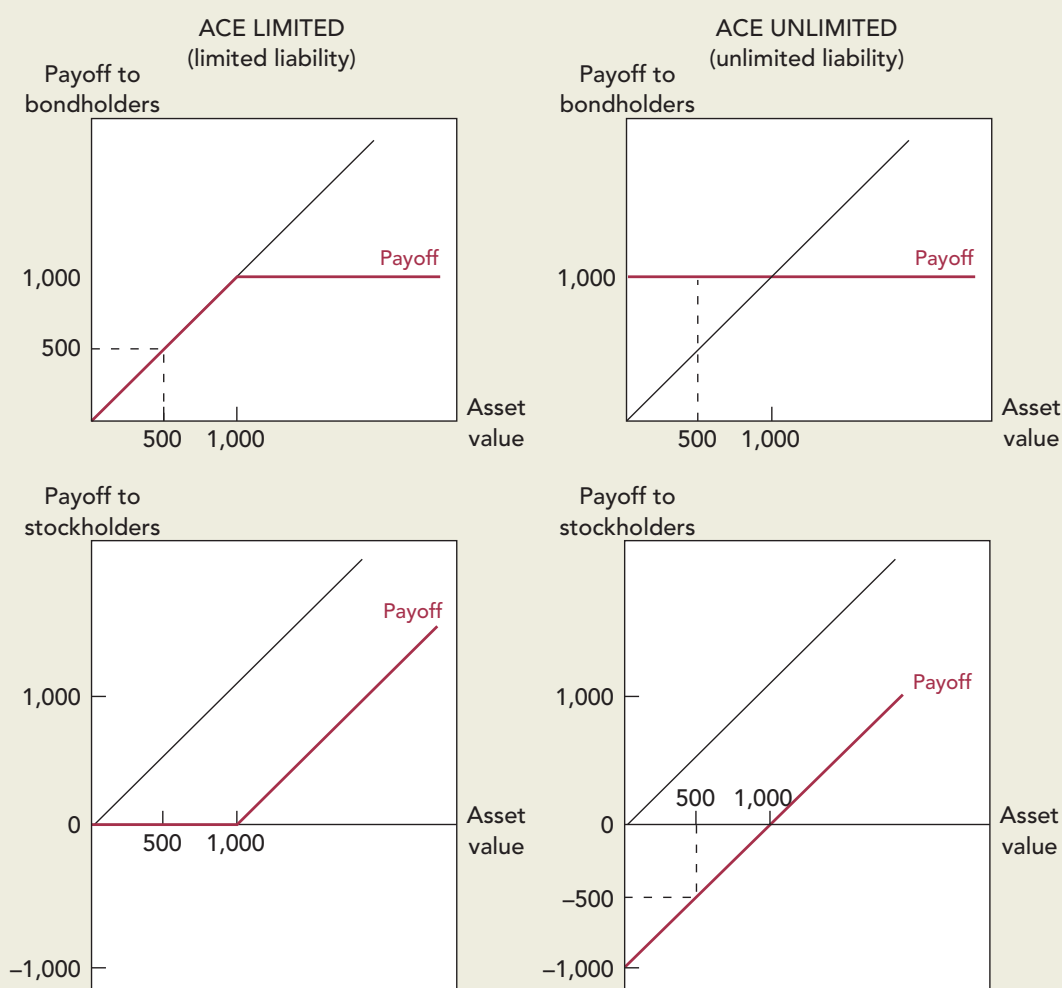 ACE LIMITED
(limited liability)
Payoff to
bondholders
1,000
500
Payoff
500 1,000
Asset
value
ACE UNLIMITED
(unlimited liability)
Payoff to
bondholders
1,000
Payoff
500 1,000
Asset
value
Payoff to
stockholders
Payoff
1,000
0
500 1,000
Asset
value
–1,000
Payoff to
stockholders
1,000
Payoff
500 1,000
0
Asset
value
–500
–1,000